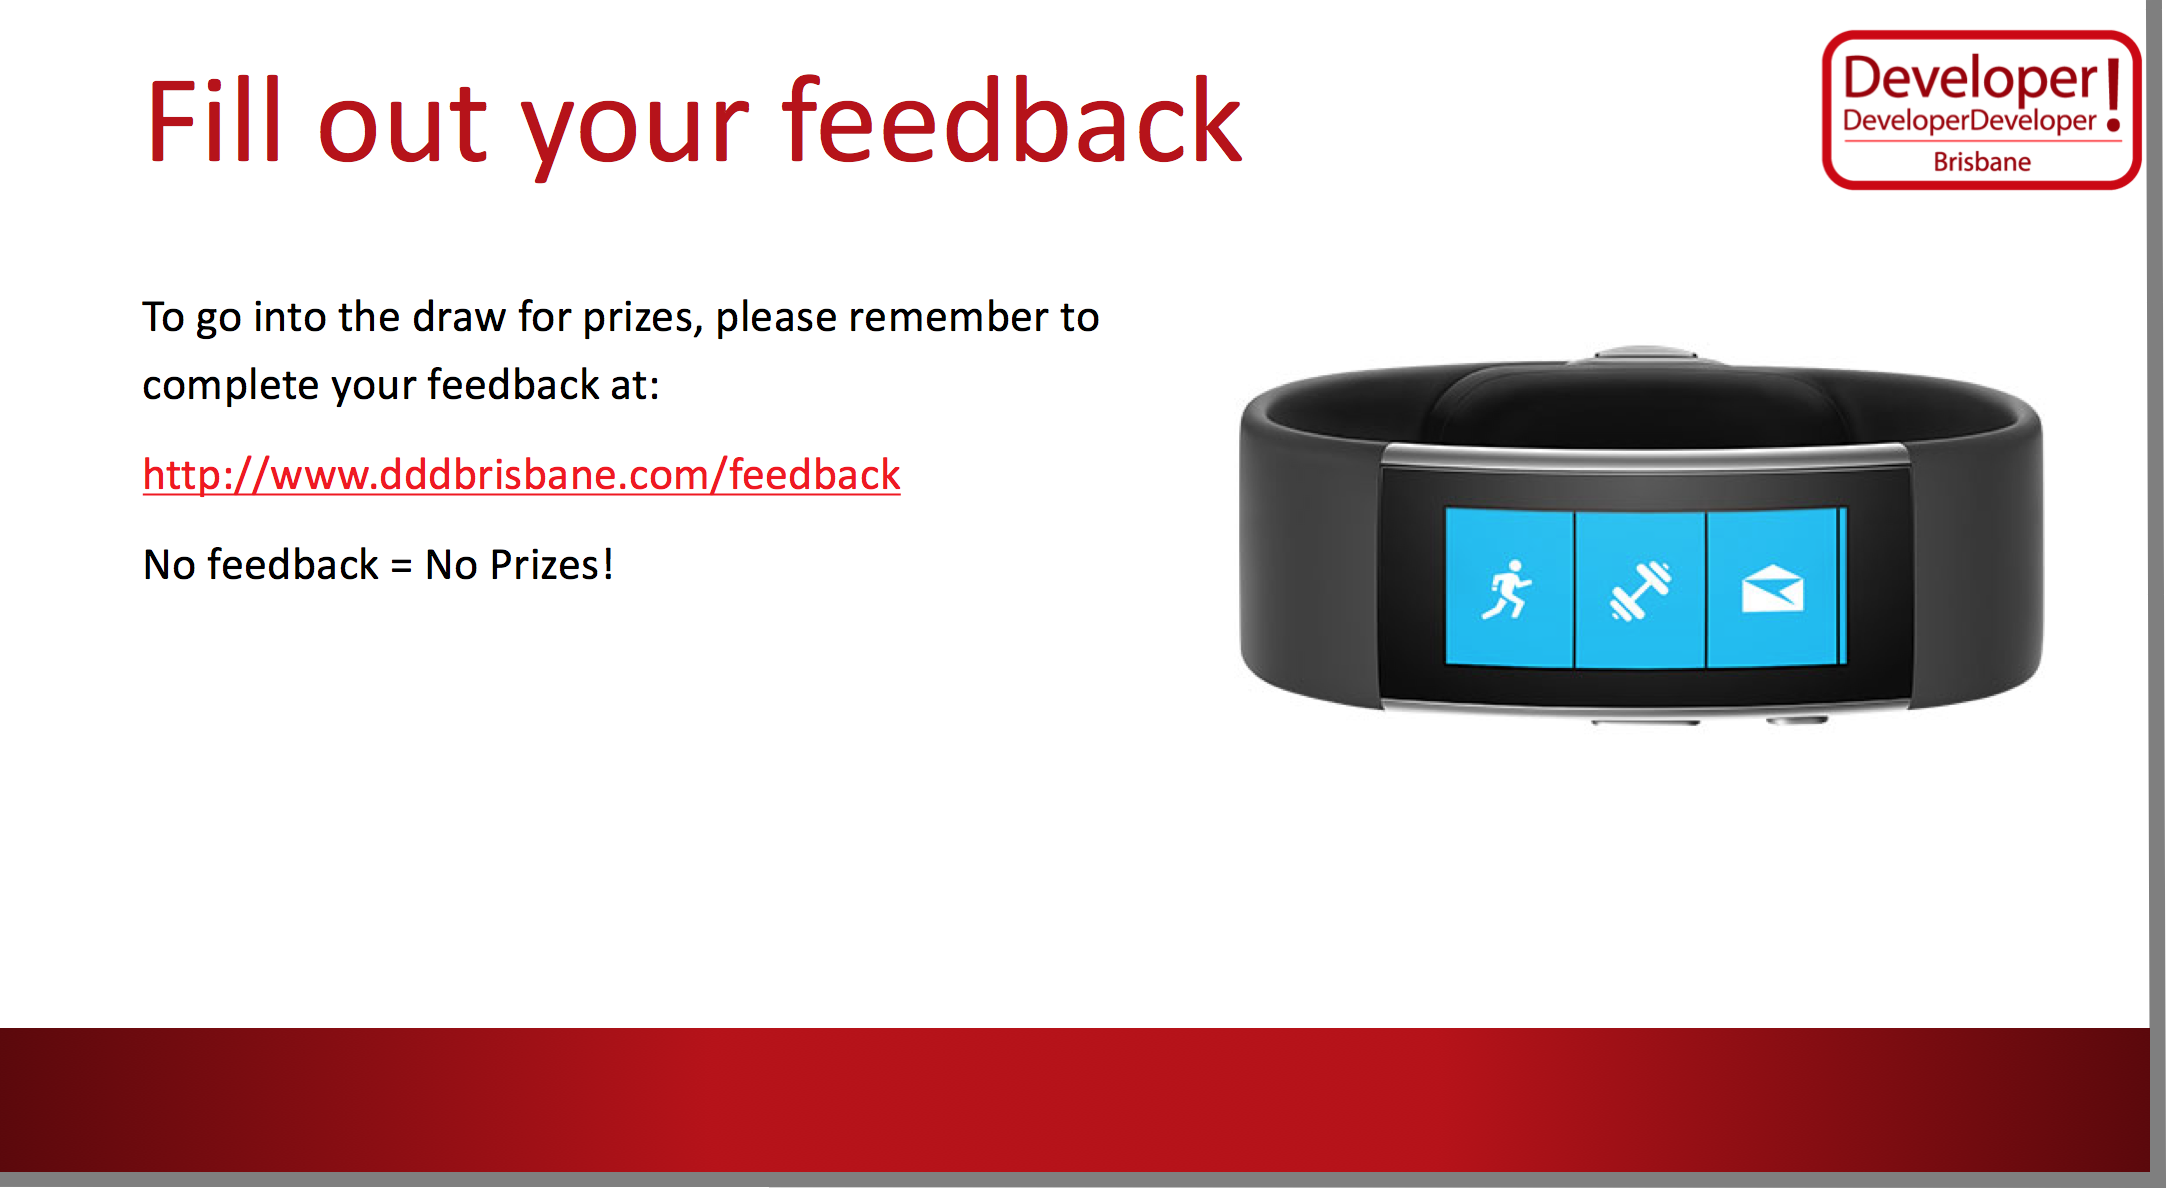 Fill out your feedback
Developer!
DeveloperDeveloper
Brisbane
To go into the draw for prizes, please remember to
complete your feedback at:
http://www.dddbrisbane.com/feedback
No feedback = No Prizes!